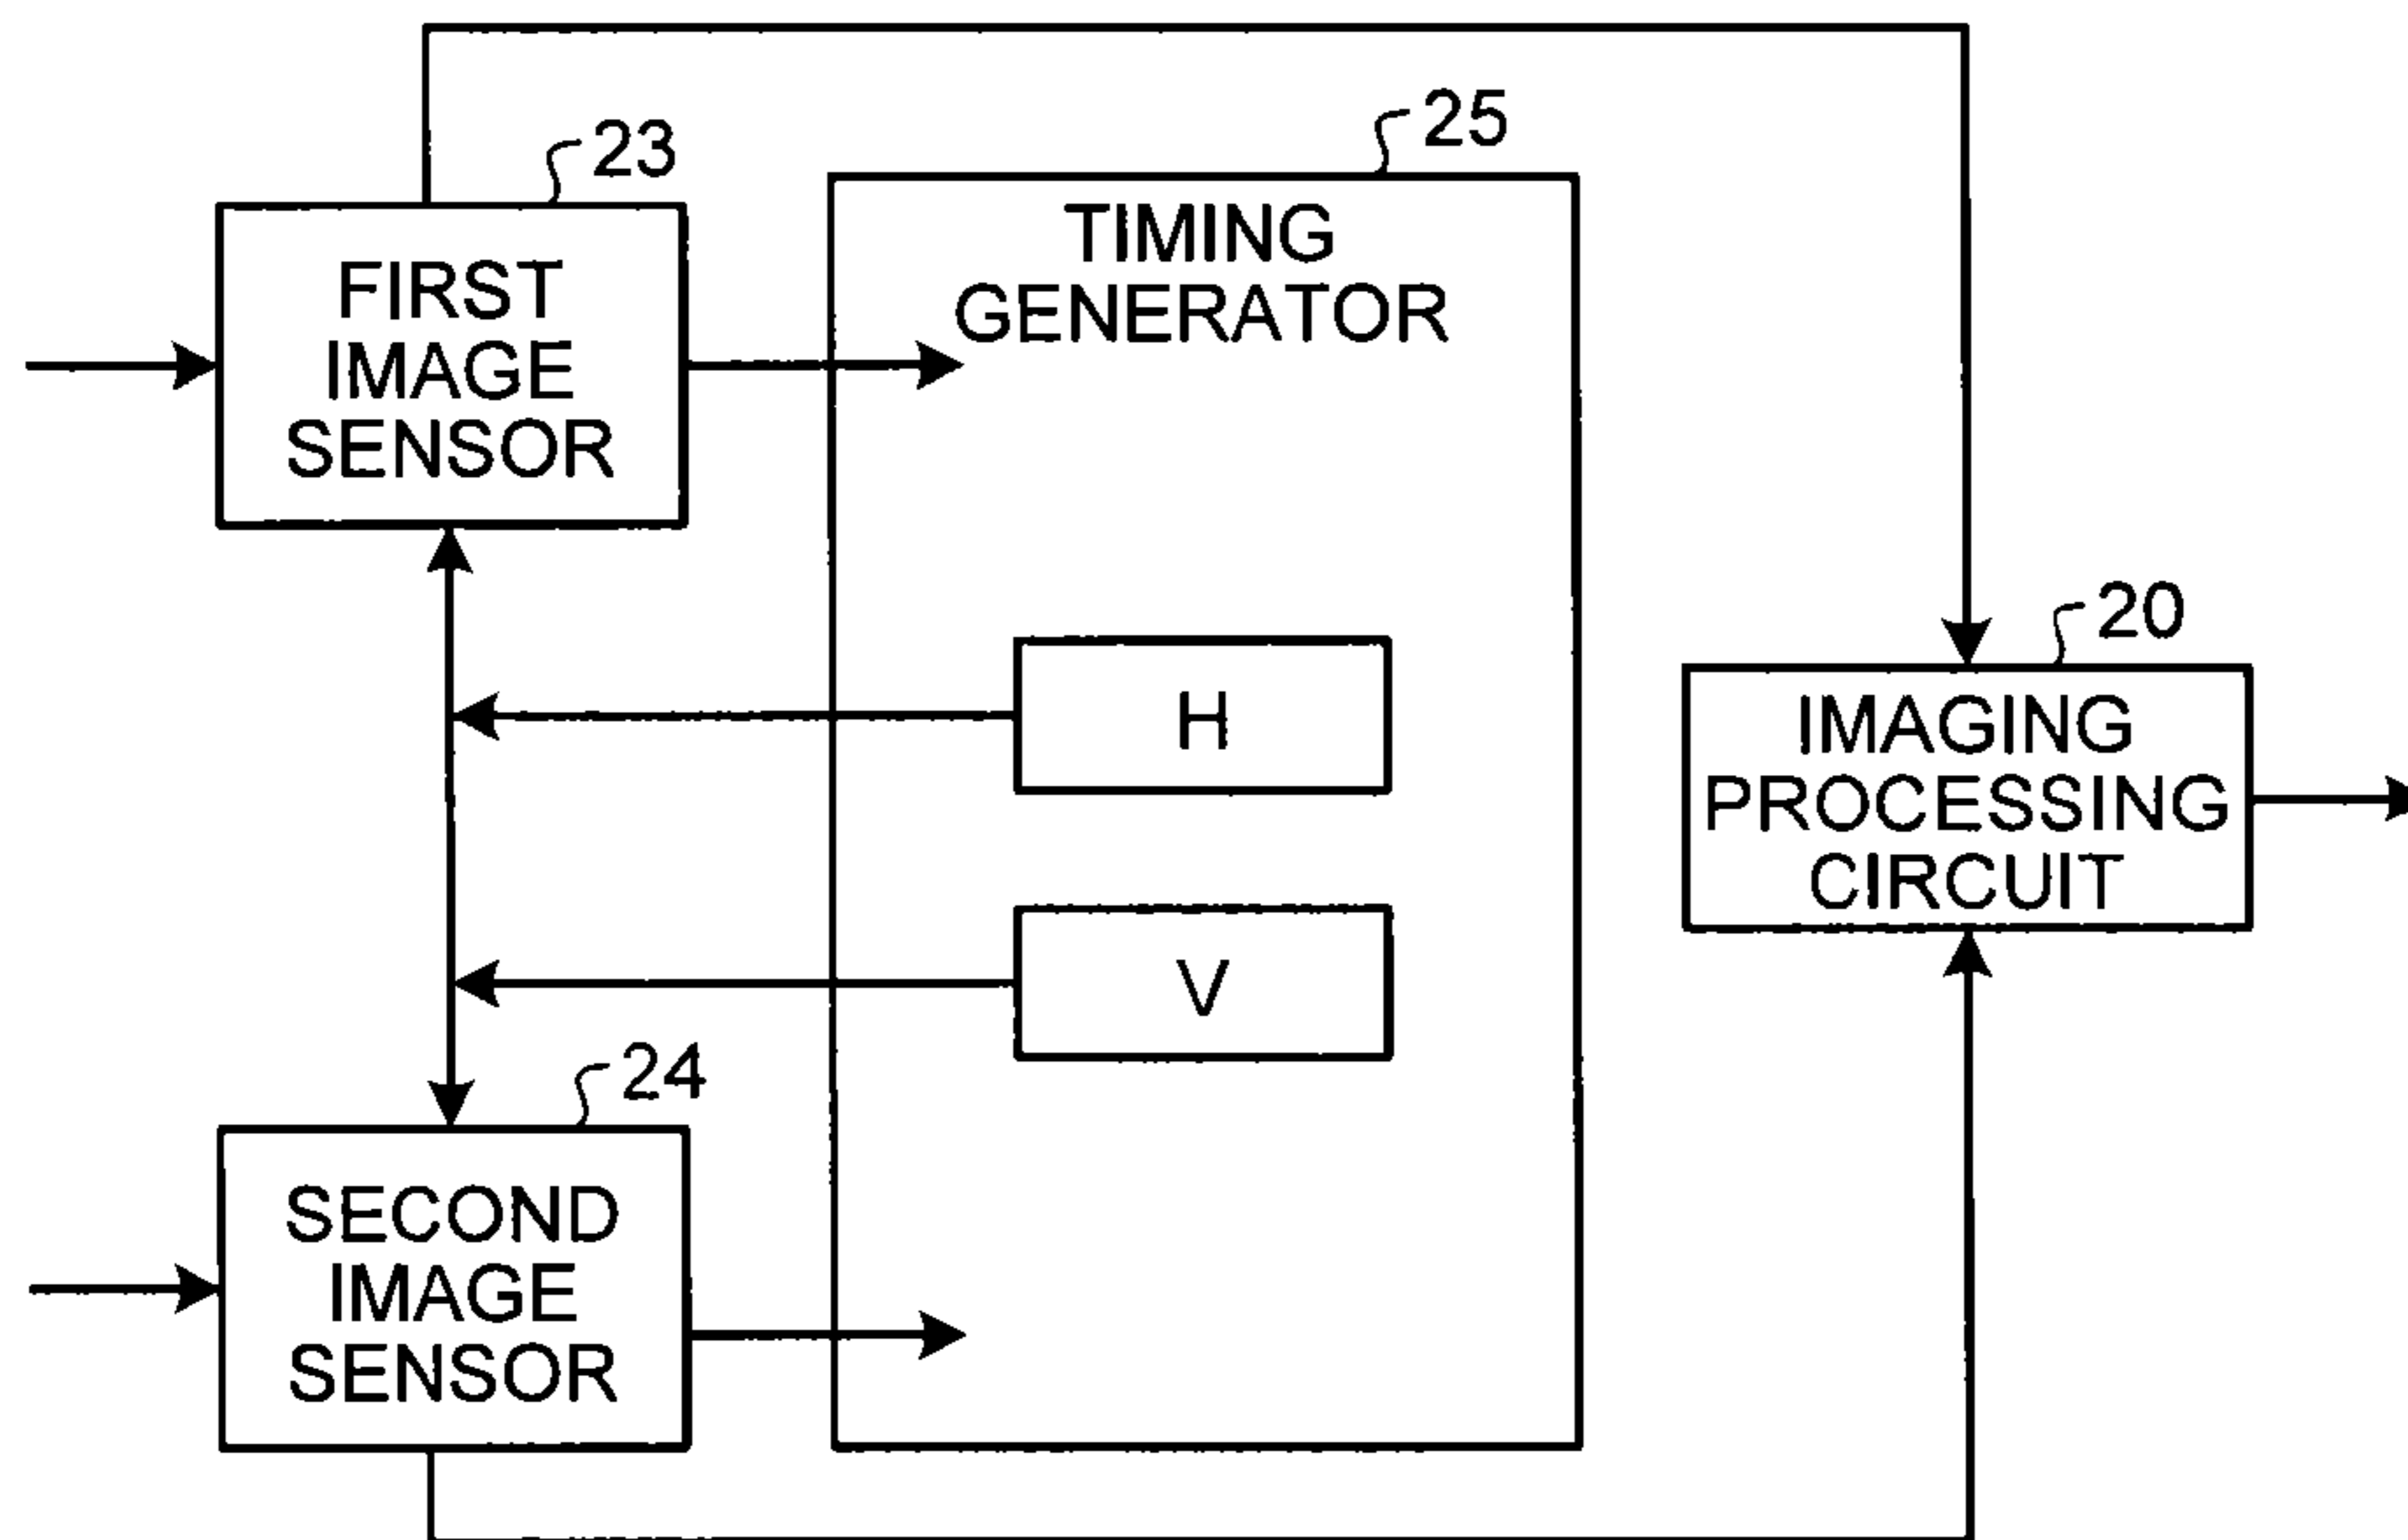 23
FIRST
IMAGE
SENSOR
25
TIMING
GENERATOR
H
V
20
IMAGING
PROCESSING
CIRCUIT
24
SECOND
IMAGE
SENSOR